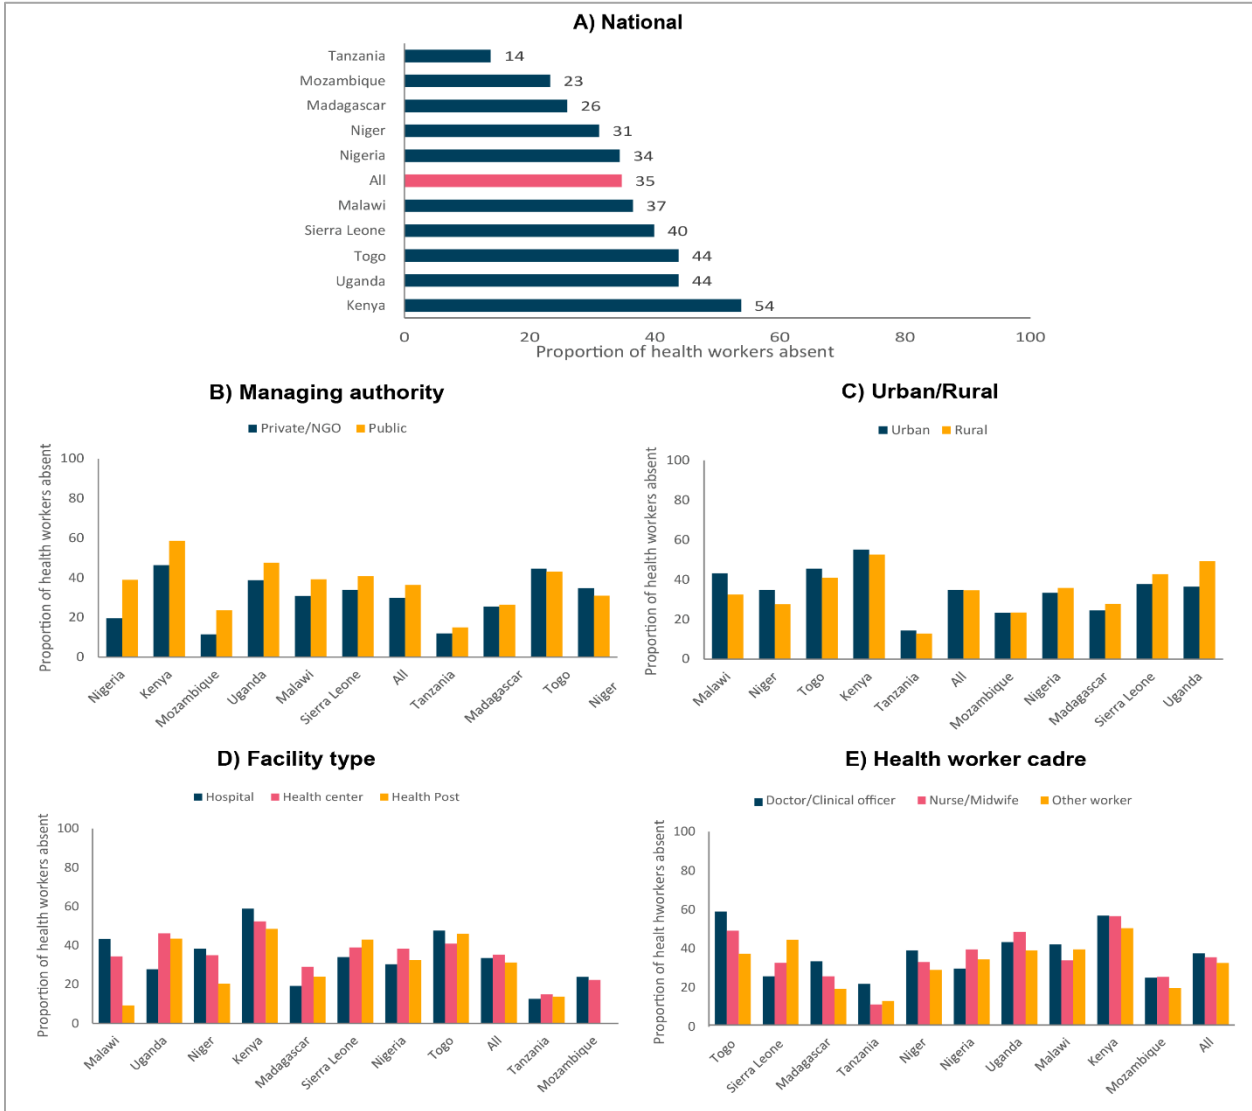 A) National
Tanzania 14
Mozambique 23
Madagascar 26
Niger 31
Nigeria 34
All 35
Malawi 37
Sierra Leone 40
Togo 44
Uganda 44
Kenya 54
0 20 40 60 80 100
Proportion of health workers absent
B) Managing authority
Private/NGO Public
Proportion of health workers absent
100
80
60
40
20
0
Nigeria Kenya Mozambique Uganda Malawi Sierra Leone All Tanzania Madagascar Togo Niger
C) Urban/Rural
Urban Rural
Proportion of health workers absent
100
80
60
40
20
0
Malawi Niger Togo Kenya Tanzania All Mozambique Nigeria Madagascar Sierra Leone Uganda
D) Facility type
Hospital Health center Health Post
Proportion of health workers absent
100
80
60
40
20
0
Malawi Uganda Niger Kenya Madagascar Sierra Leone Nigeria Togo All Tanzania Mozambique
E) Health worker cadre
Doctor/Clinical officer Nurse/Midwife Other worker
Proportion of healt hworkers absent
100
80
60
40
20
0
Togo Sierra Leone Madagascar Tanzania Niger Nigeria Uganda Malawi Kenya Mozambique All